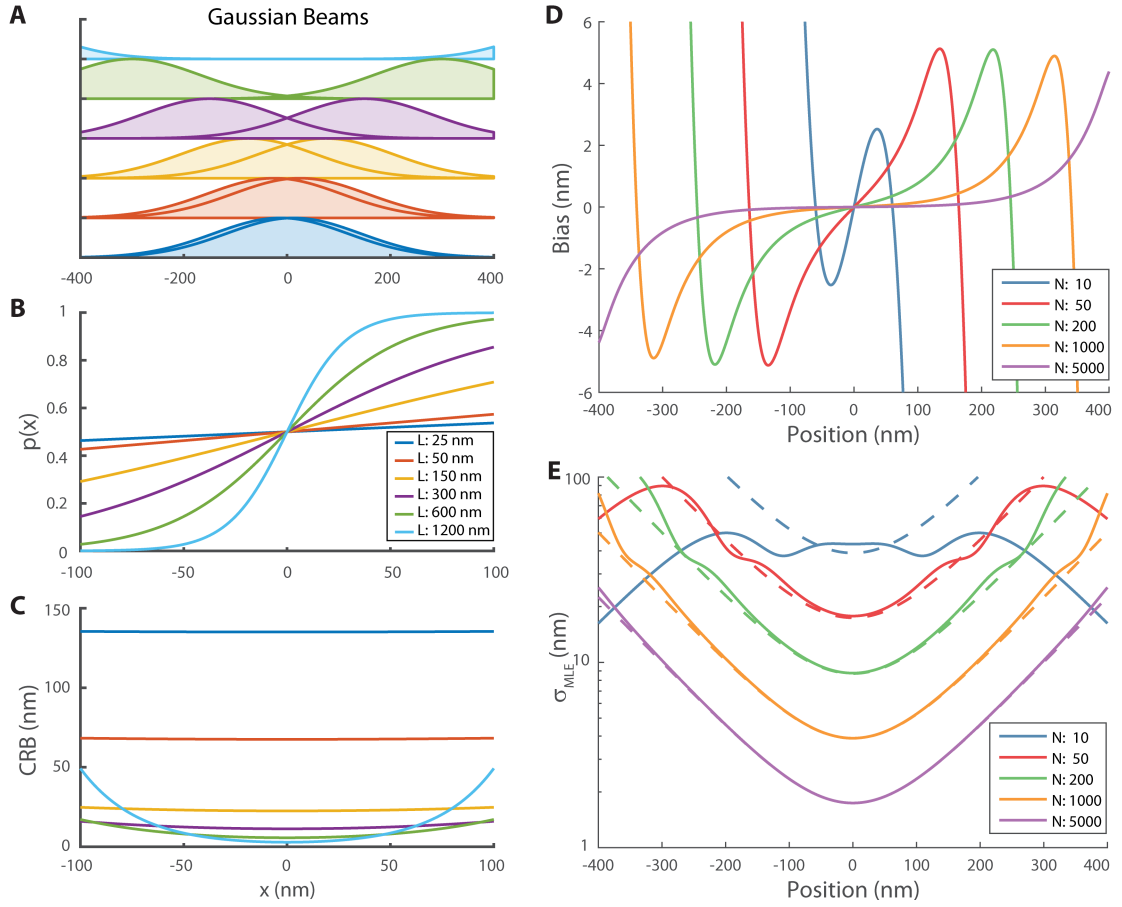 A
Gaussian Beams
-400
-200
0
200
400
B
p(x)
1
0.8
0.6
0.4
0.2
0
L: 25 nm
L: 50 nm
L: 150 nm
L: 300 nm
L: 600 nm
L: 1200 nm
-100
-50
0
50
100
C
CRB (nm)
150
100
50
0
-100
-50
0
50
100
x (nm)
D
Bias (nm)
6
4
2
0
-2
-4
-6
N: 10
N: 50
N: 200
N: 1000
N: 5000
-400
-300
-200
-100
0
100
200
300
400
Position (nm)
E
σMLE (nm)
100
10
1
N: 10
N: 50
N: 200
N: 1000
N: 5000
-400
-300
-200
-100
0
100
200
300
400
Position (nm)